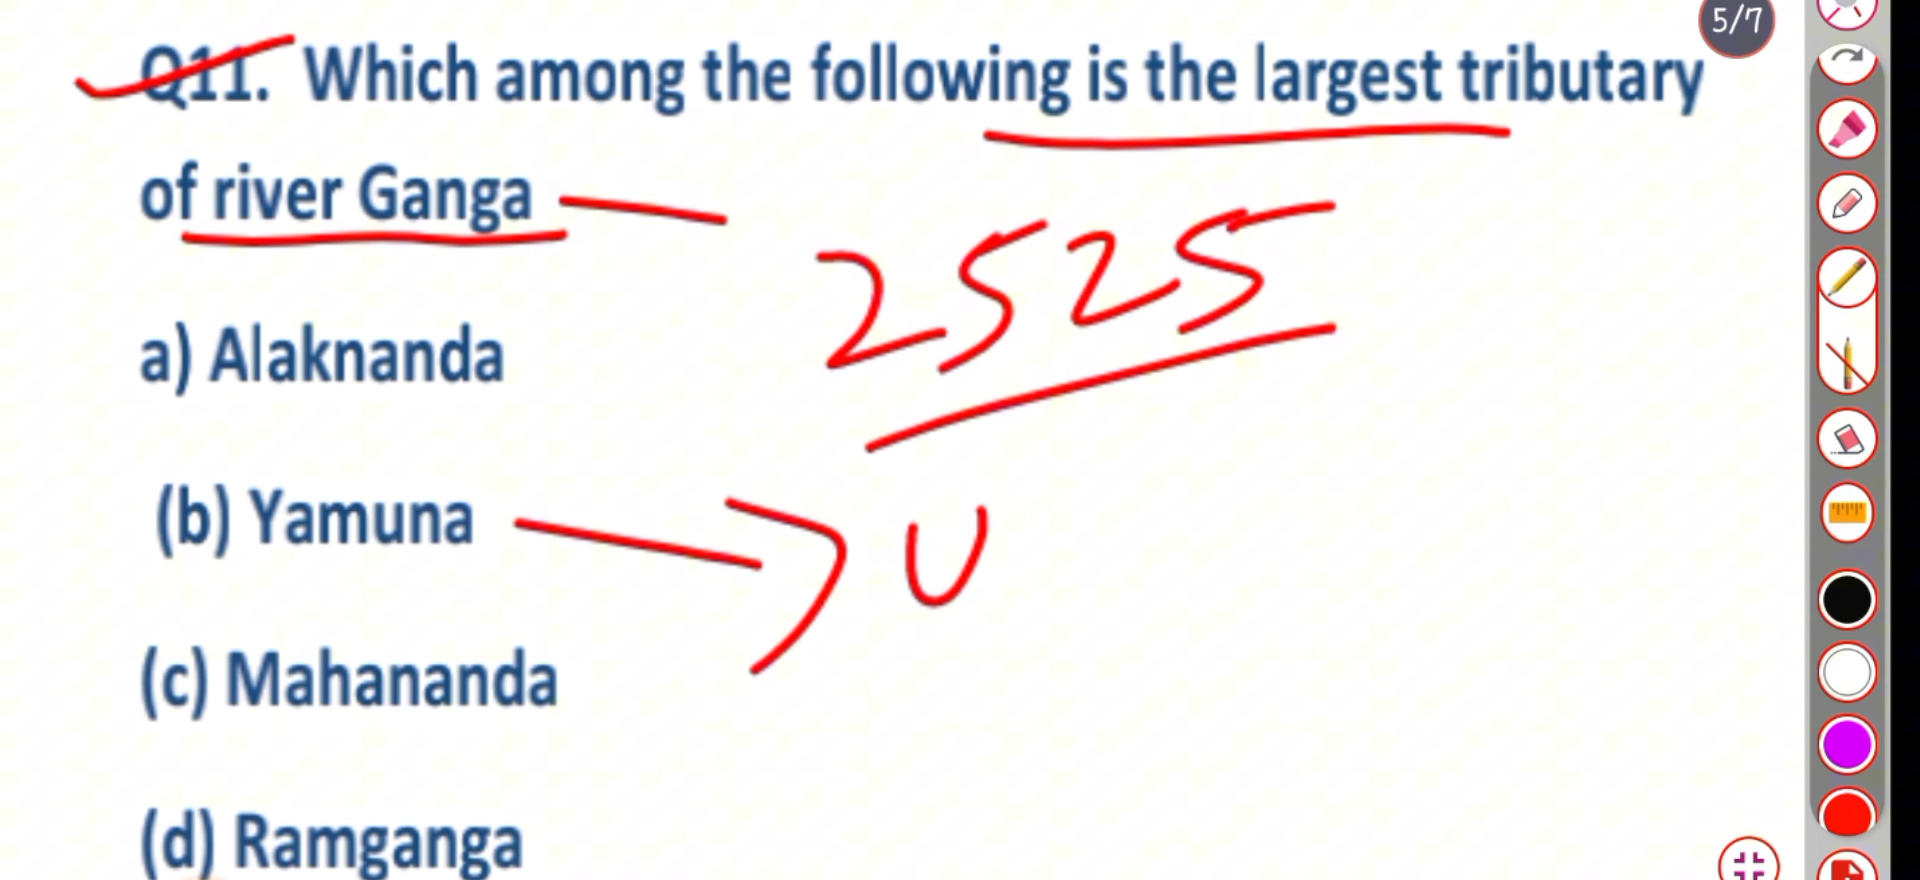 5/7
Q11. Which among the following is the largest tributary
of river Ganga
2525
a) Alaknanda
(b) Yamuna
U
(c) Mahananda
(d) Ramganga